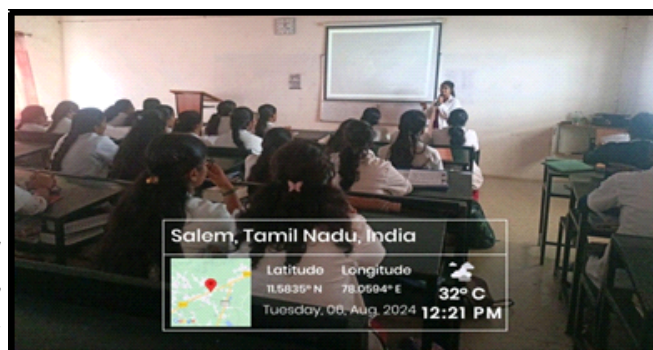 Salem, Tamil Nadu, India
Latitude Longitude
11.5835° N 78.0594° E
Tuesday, 06, Aug, 2024
32° C
12:21 PM